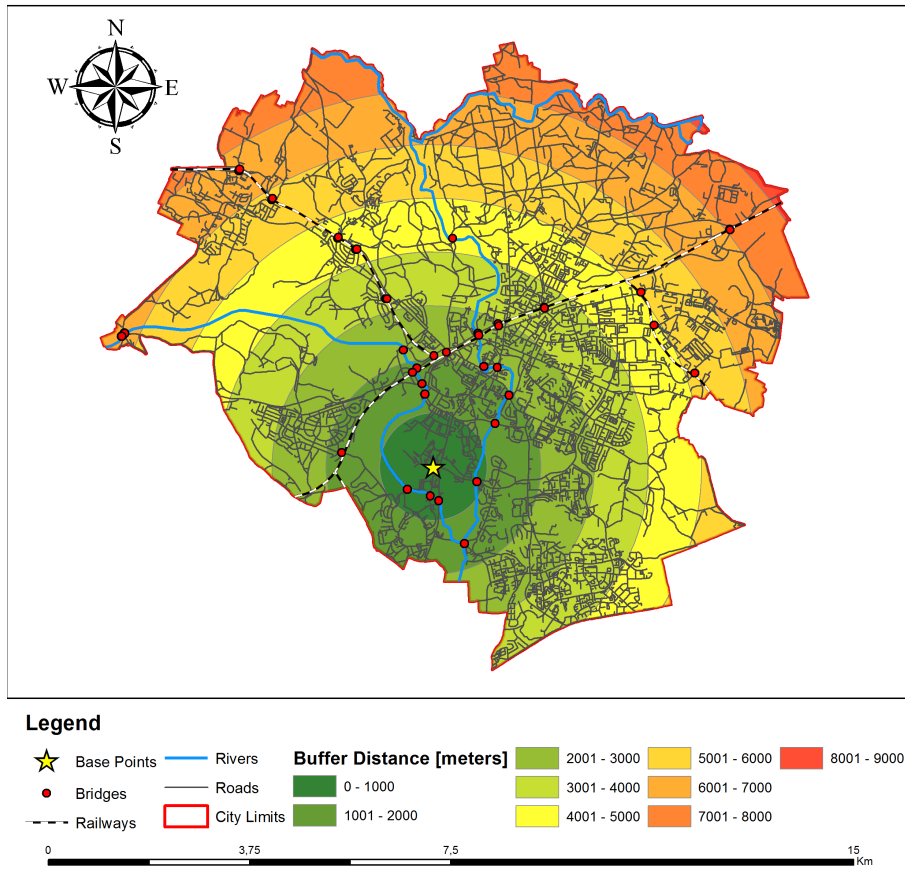 N
W E
S
Legend
Base Points
Bridges
Railways
Rivers
Roads
City Limits
Buffer Distance [meters]
0 - 1000
1001 - 2000
2001 - 3000
3001 - 4000
4001 - 5000
5001 - 6000
6001 - 7000
7001 - 8000
8001 - 9000
0 3,75 7,5 15
Km